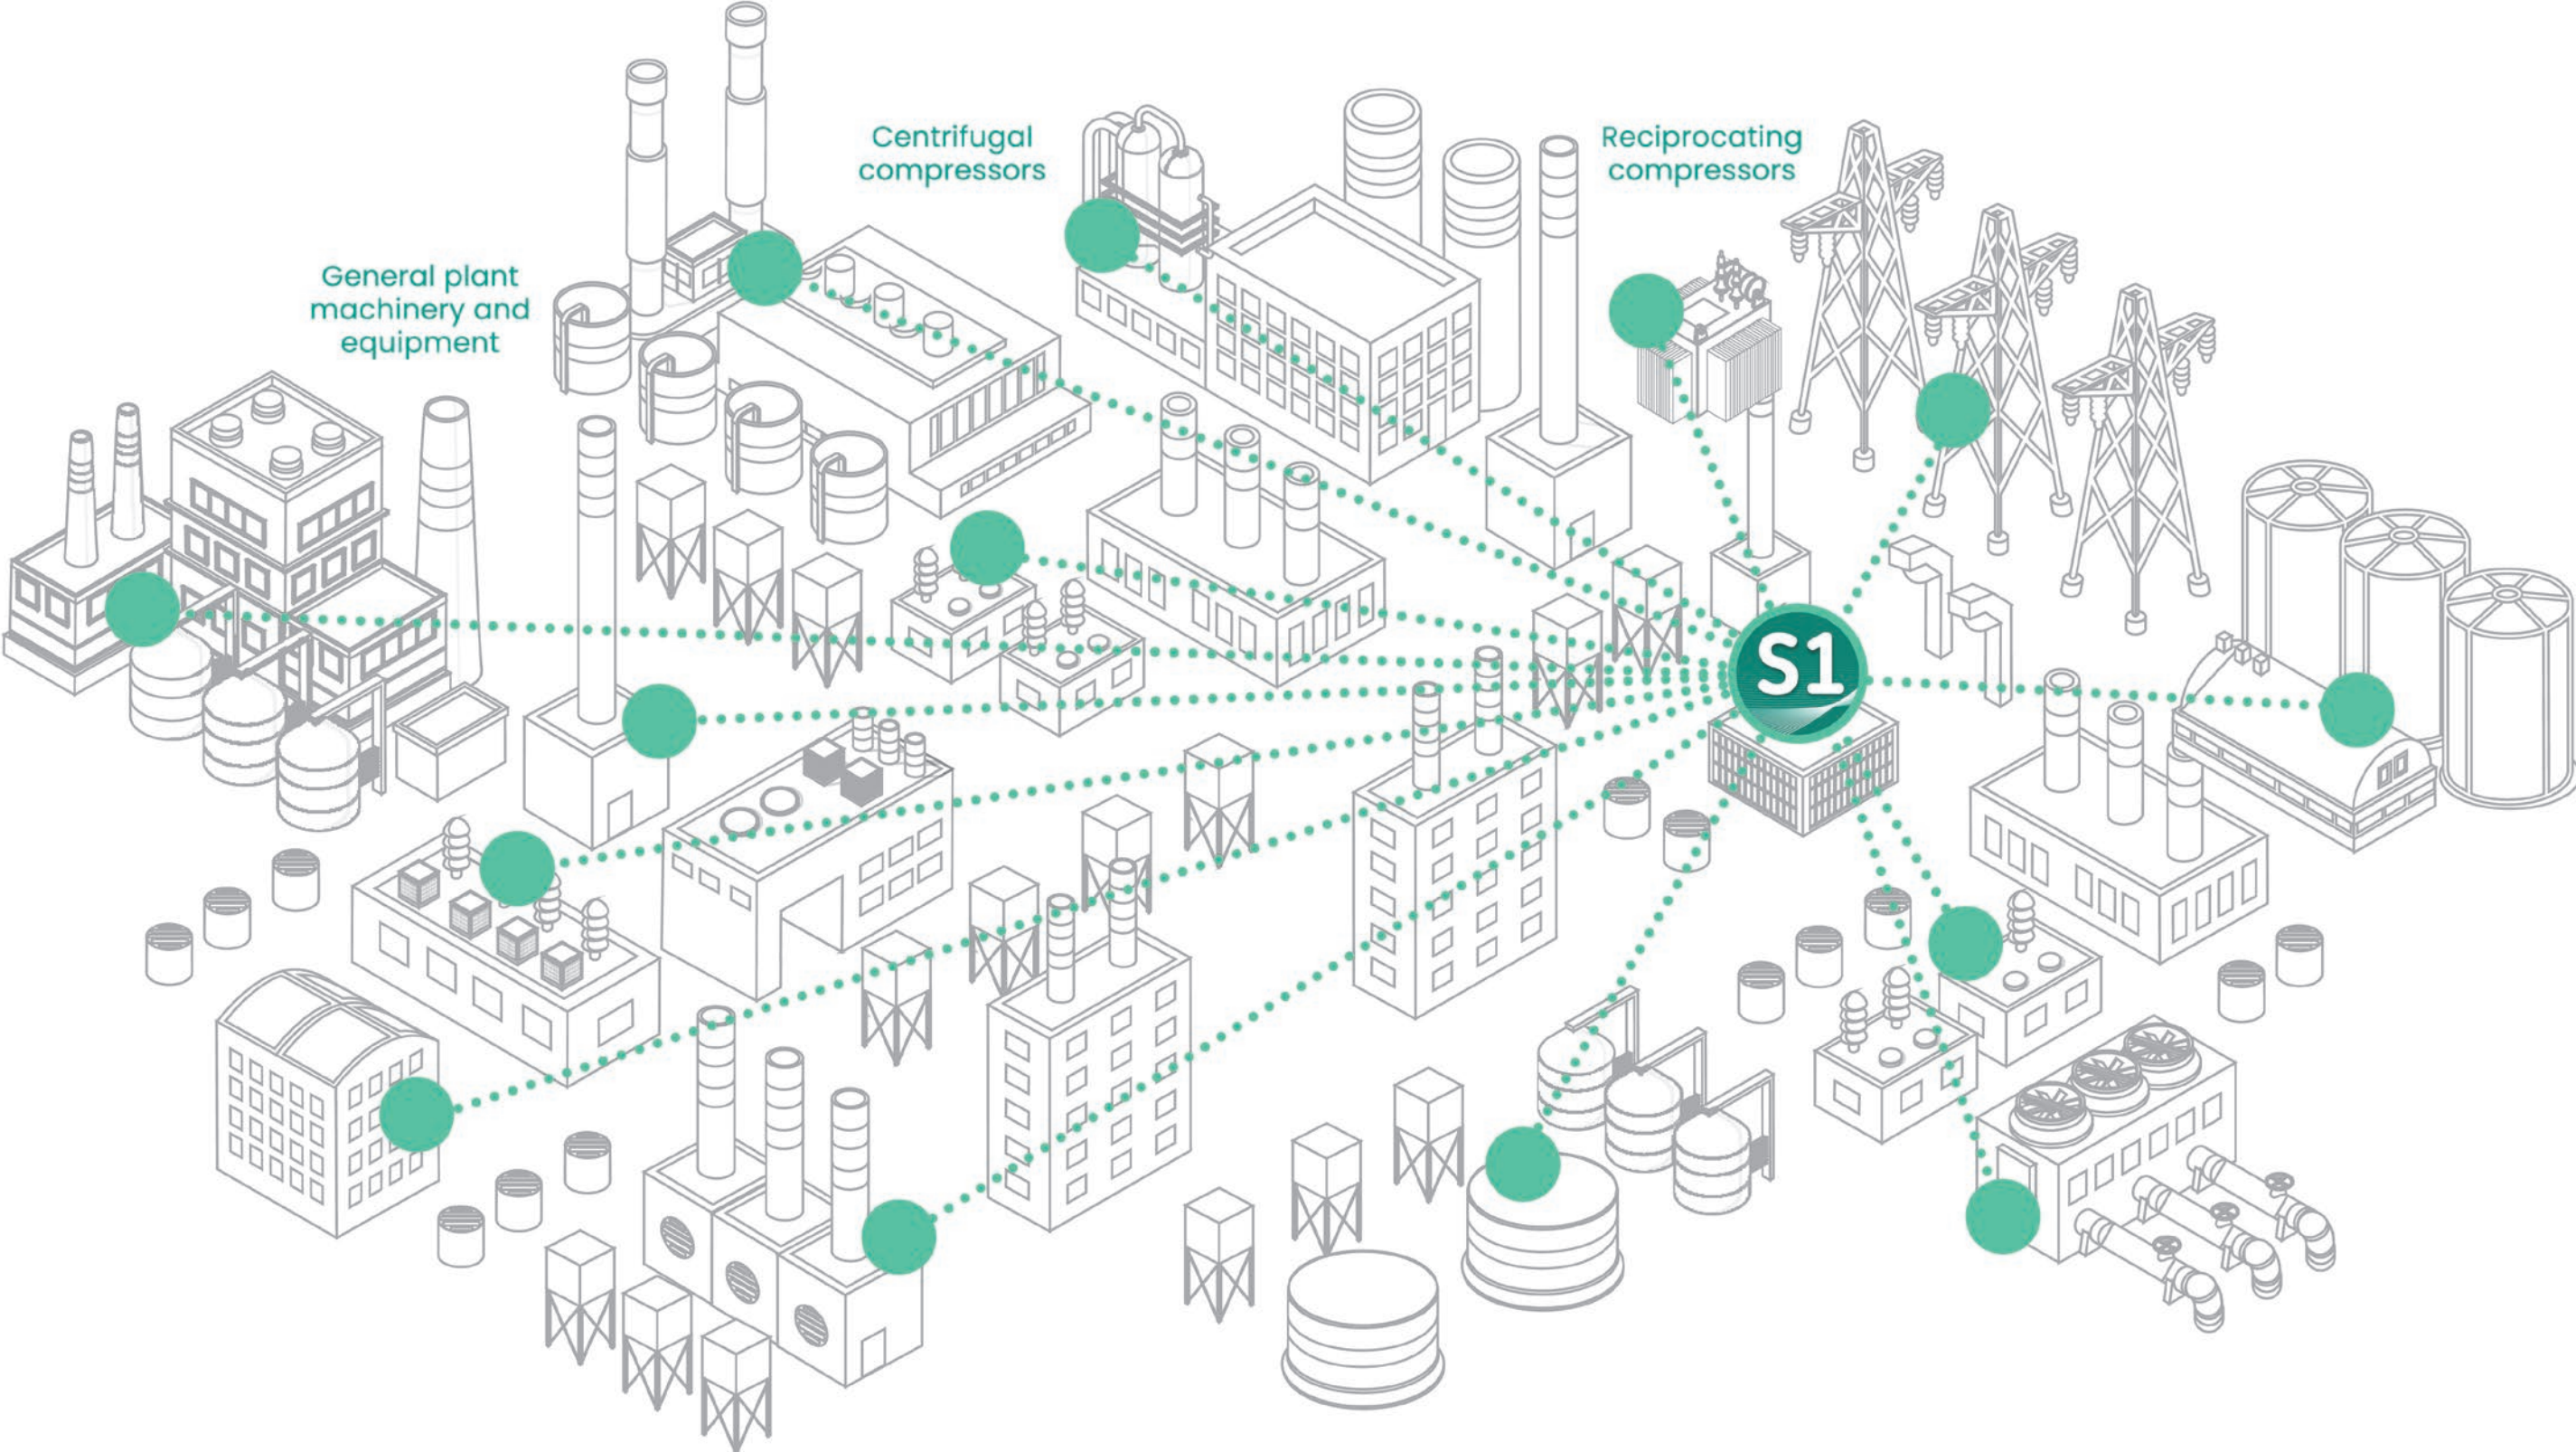 Centrifugal
compressors
Reciprocating
compressors
General plant
machinery and
equipment
S1